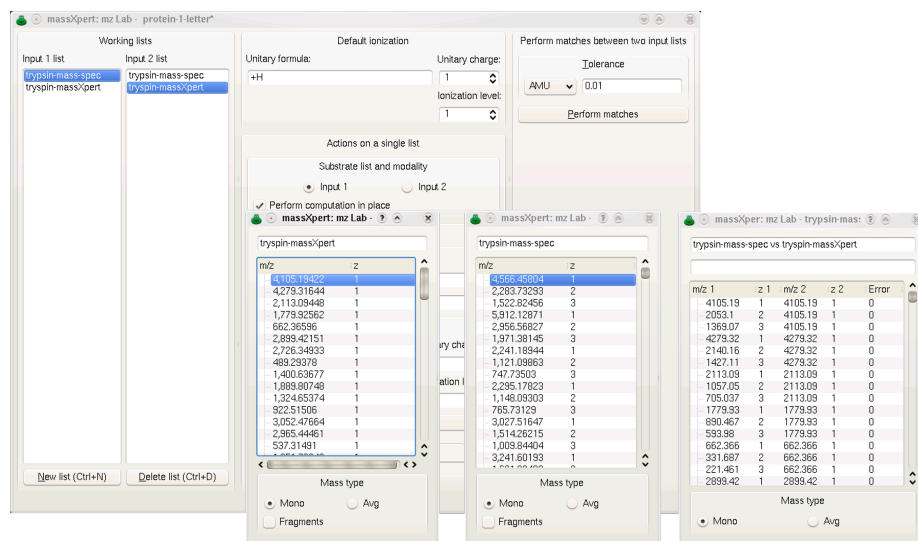 massXpert: mz Lab - protein-1-letter*
Working lists
Input 1 list
Input 2 list
trypsin-mass-spec
tryspin-massXpert
trypsin-mass-spec
tryspin-massXpert
New list (Ctrl+N)
Delete list (Ctrl+D)
Default ionization
Unitary formula:
Unitary charge:
+H
1
Ionization level:
1
Actions on a single list
Substrate list and modality
Input 1
Input 2
Perform computation in place
Perform matches between two input lists
Tolerance
AMU
0.01
Perform matches
massXpert: mz Lab -
tryspin-massXpert
m/z z
4,105.19422 1
4,279.31644 1
2,113.09448 1
1,779.92562 1
662.36596 1
2,899.42151 1
2,726.34933 1
489.29378 1
1,400.63677 1
1,889.80748 1
1,324.65374 1
922.51506 1
3,052.47664 1
2,965.44461 1
537.31491 1
Mass type
Mono
Avg
Fragments
massXpert: mz Lab -
trypsin-mass-spec
m/z z
4,566.45804 1
2,283.73293 2
1,522.82456 3
5,912.12871 1
2,956.56827 2
1,971.38145 3
2,241.18944 1
1,121.09863 2
747.73503 3
2,295.17823 1
1,148.09303 2
765.73129 3
3,027.51647 1
1,514.26215 2
1,009.84404 3
3,241.60193 1
Mass type
Mono
Avg
Fragments
massXper: mz Lab - trypsin-mas:
trypsin-mass-spec vs tryspin-massXpert
m/z 1 z 1 m/z 2 z 2 Error
4105.19 1 4105.19 1 0
2053.1 2 4105.19 1 0
1369.07 3 4105.19 1 0
4279.32 1 4279.32 1 0
2140.16 2 4279.32 1 0
1427.11 3 4279.32 1 0
2113.09 1 2113.09 1 0
1057.05 2 2113.09 1 0
705.037 3 2113.09 1 0
1779.93 1 1779.93 1 0
890.467 2 1779.93 1 0
593.98 3 1779.93 1 0
662.366 1 662.366 1 0
331.687 2 662.366 1 0
221.461 3 662.366 1 0
2899.42 1 2899.42 1 0
Mass type
Mono
Avg